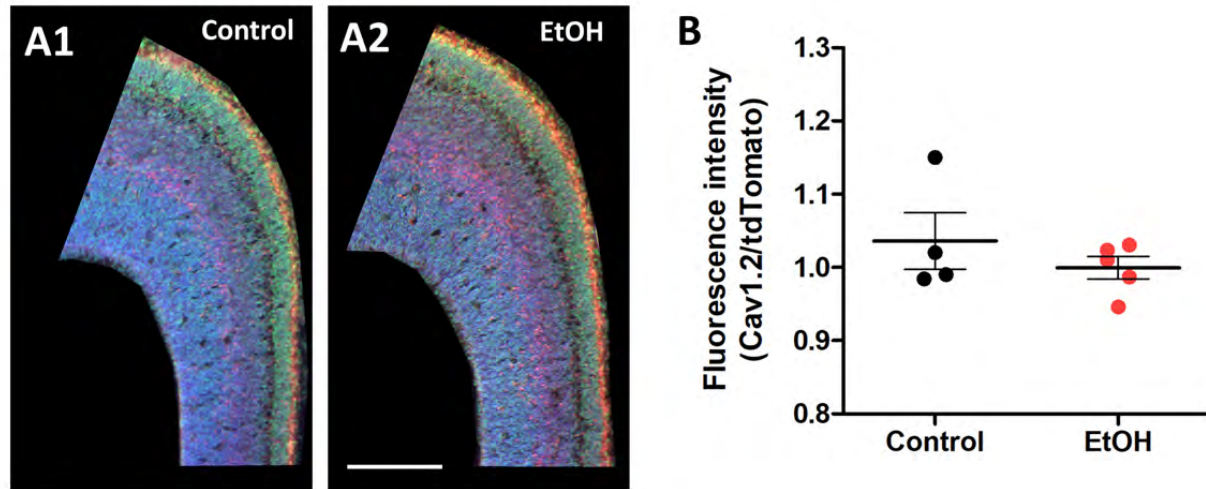 A1
Control
A2
EtOH
B
Fluorescence intensity
(Cav1.2/tdTomato)
1.3
1.2
1.1
1.0
0.9
0.8
Control
EtOH